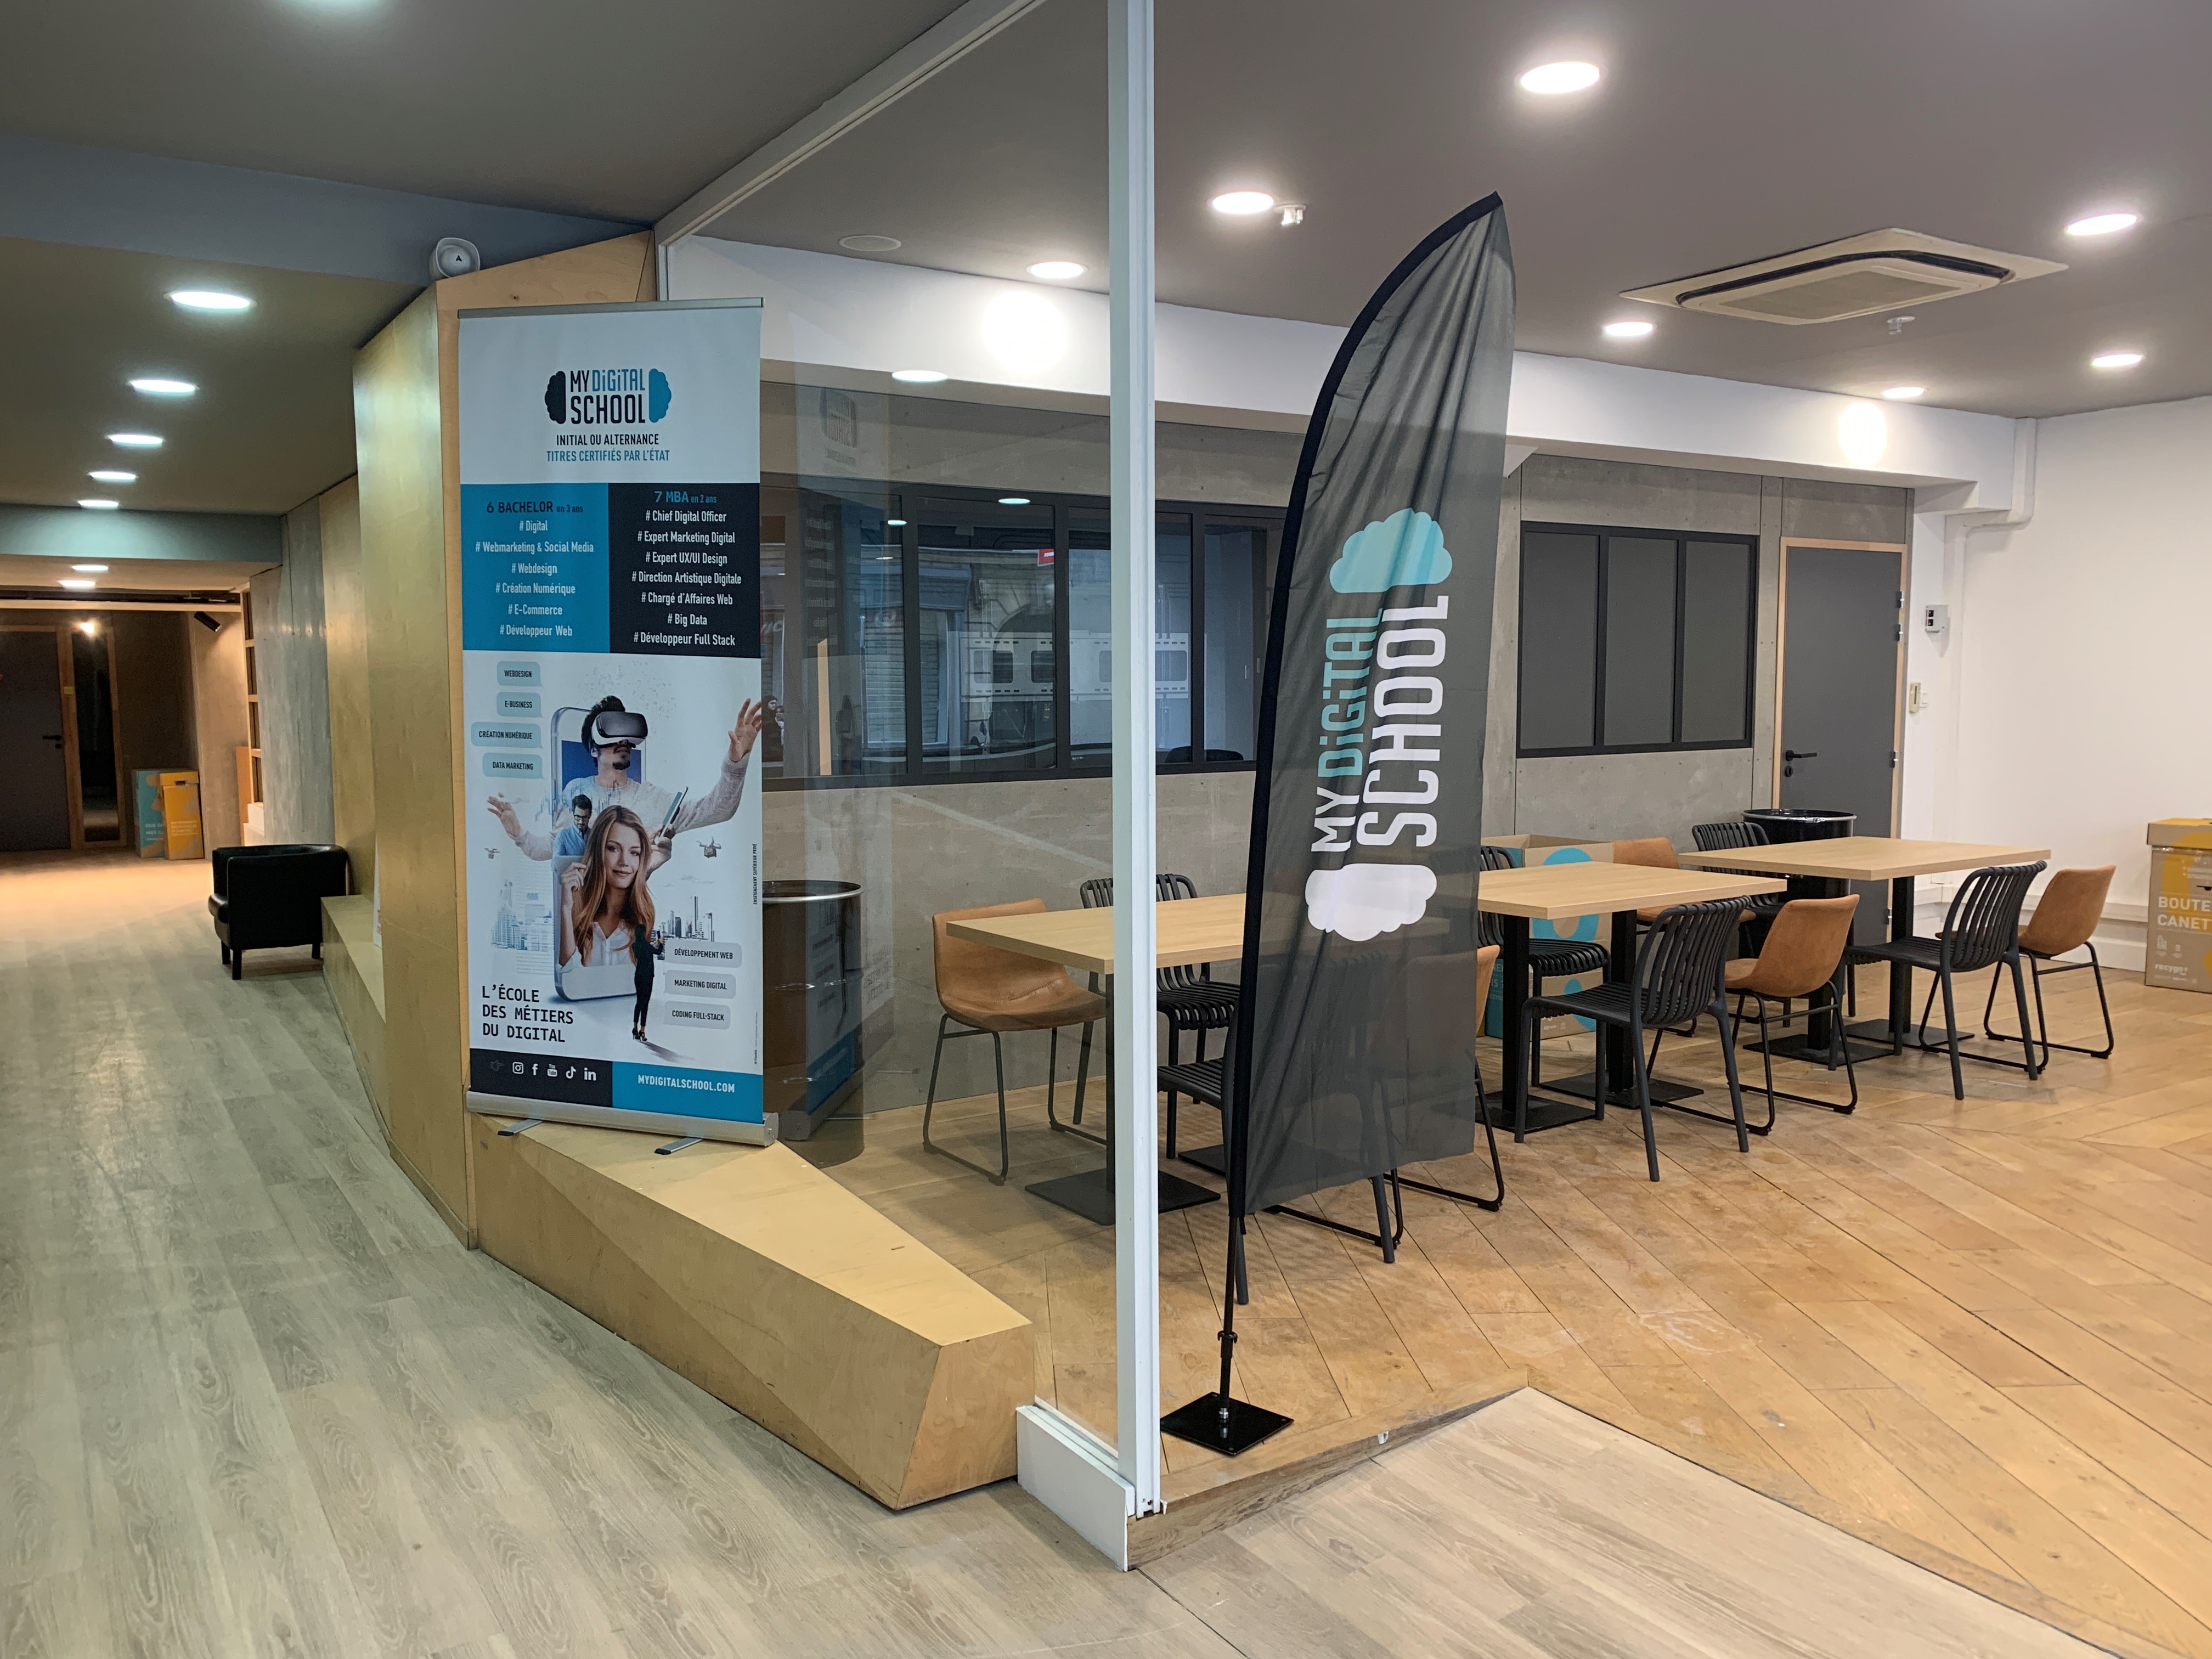 MY DiGiTAL
SCHOOL
INITIAL OU ALTERNANCE
TITRES CERTIFIÉS PAR L'ÉTAT
6 BACHELOR en 3 ans
# Digital
# Webmarketing & Social Media
# Webdesign
# Création Numérique
# E-Commerce
# Développeur Web
7 MBA en 2 ans
# Chief Digital Officer
# Expert Marketing Digital
# Expert UX/UI Design
# Direction Artistique Digitale
# Chargé d'Affaires Web
# Big Data
# Développeur Full Stack
WEBDESIGN
E-BUSINESS
CRÉATION NUMÉRIQUE
DATA MARKETING
ENSEIGNEMENT SUPÉRIEUR PRIVÉ
DÉVELOPPEMENT WEB
MARKETING DIGITAL
CODING FULL-STACK
L'ÉCOLE
DES MÉTIERS
DU DIGITAL
MYDIGITALSCHOOL.COM
MY DiGiTAL
SCHOOL
BOUTE
CANET
recygo